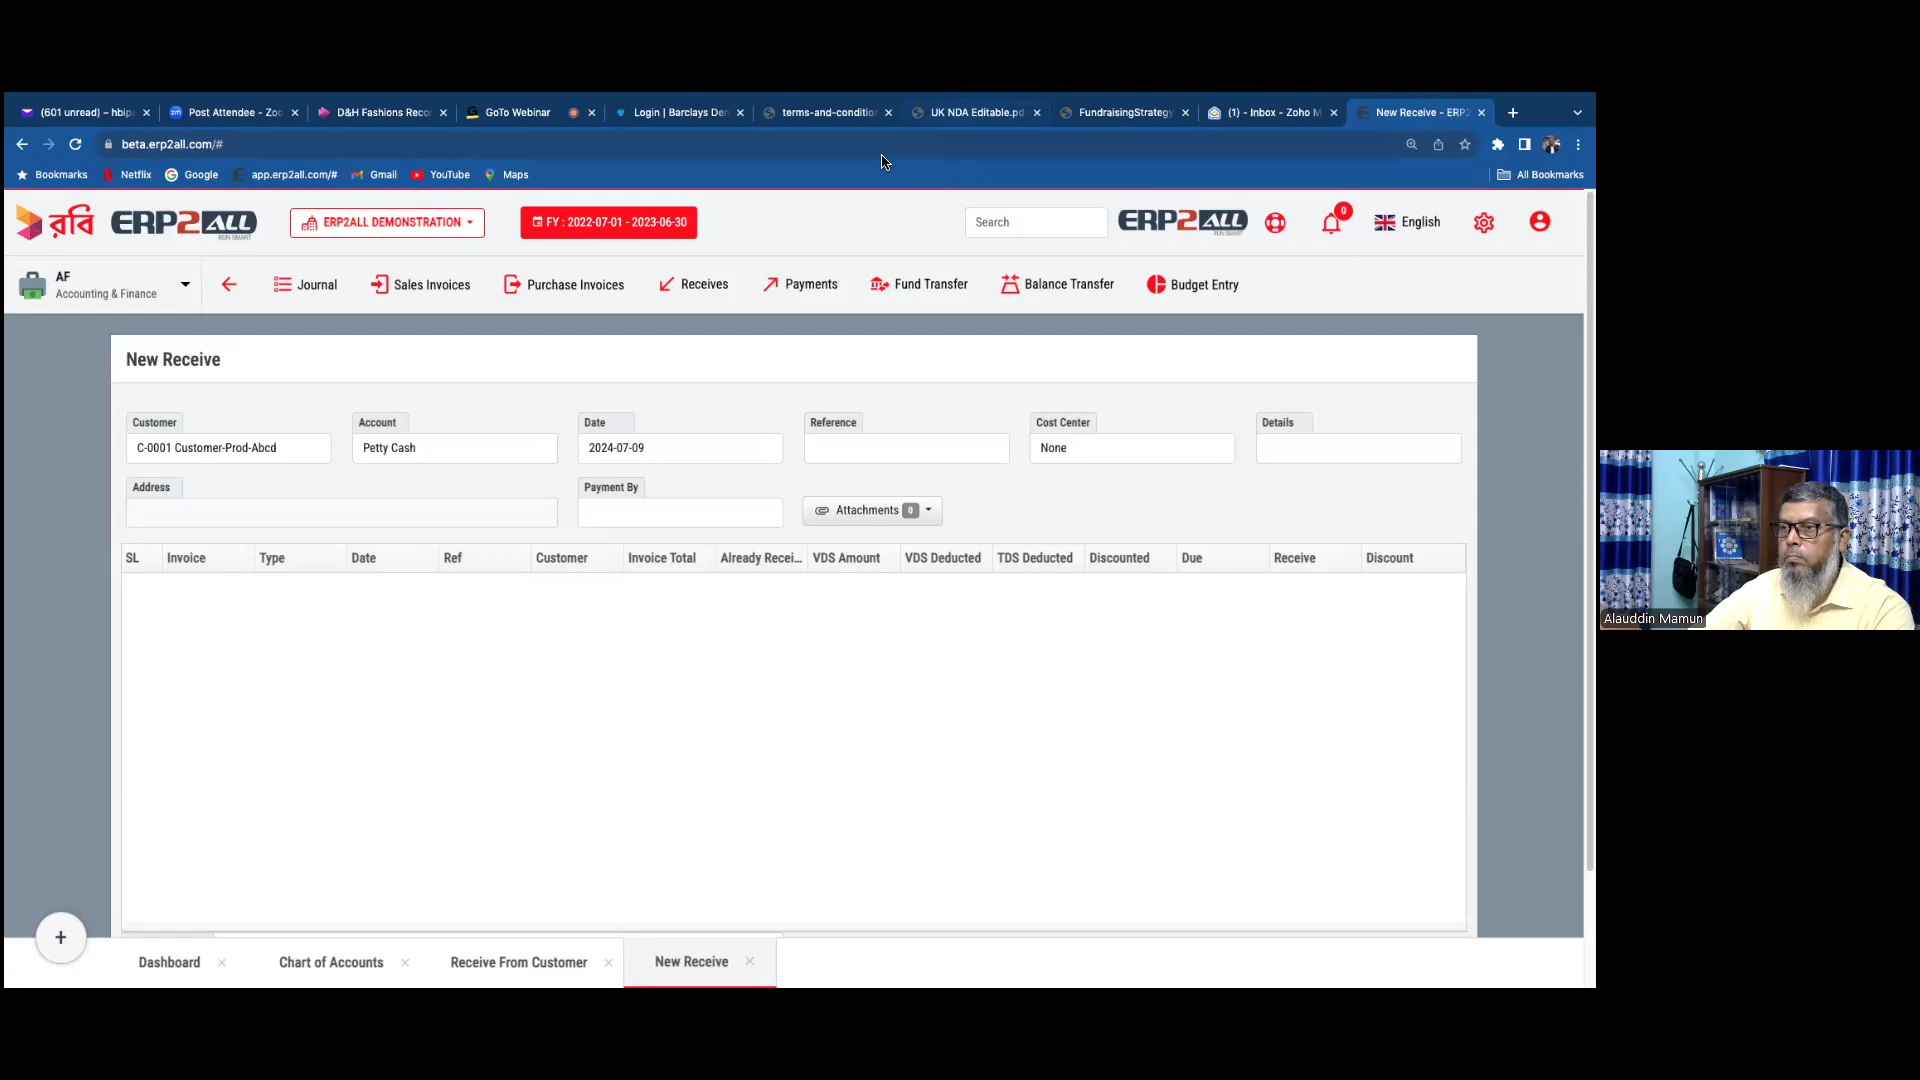 (601 unread) – hbip
Post Attendee - Zoo
D&H Fashions Reco
GoTo Webinar
Login | Barclays De
terms-and-conditio
UK NDA Editable.pd
FundraisingStrategy
(1) - Inbox - Zoho M
New Receive - ERP2
beta.erp2all.com/#
Bookmarks
Netflix
Google
app.erp2all.com/#
Gmail
YouTube
Maps
All Bookmarks
রবি
ERP2ALL
RUN SMART
ERP2ALL DEMONSTRATION
FY : 2022-07-01 - 2023-06-30
Search
ERP2ALL
RUN SMART
0
English
AF
Accounting & Finance
Journal
Sales Invoices
Purchase Invoices
Receives
Payments
Fund Transfer
Balance Transfer
Budget Entry
New Receive
Customer
Account
Date
Reference
Cost Center
Details
C-0001 Customer-Prod-Abcd
Petty Cash
2024-07-09
None
Address
Payment By
Attachments 0
SL
Invoice
Type
Date
Ref
Customer
Invoice Total
Already Recei...
VDS Amount
VDS Deducted
TDS Deducted
Discounted
Due
Receive
Discount
Alauddin Mamun
Dashboard
Chart of Accounts
Receive From Customer
New Receive